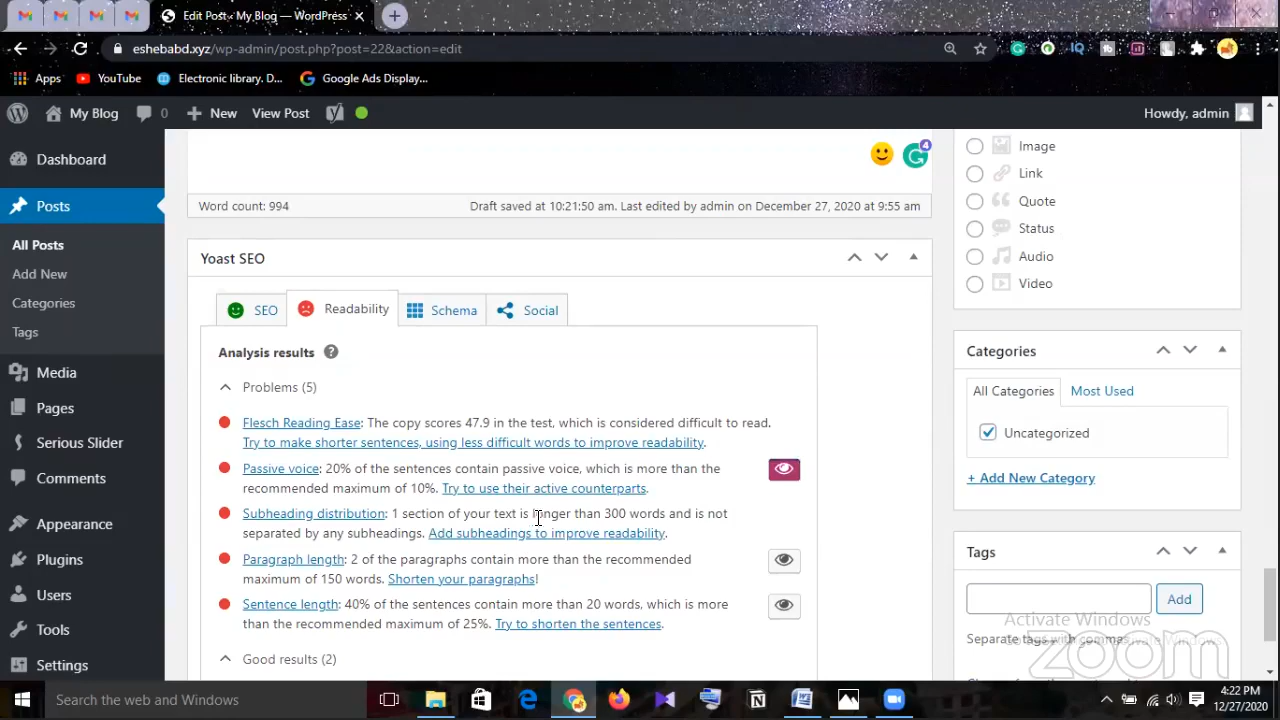 Edit Post ‹ My Blog — WordPress
eshebabd.xyz/wp-admin/post.php?post=22&action=edit
Apps YouTube Electronic library. D... Google Ads Display...
My Blog 0 New View Post Howdy, admin
Dashboard
Posts
All Posts
Add New
Categories
Tags
Media
Pages
Serious Slider
Comments
Appearance
Plugins
Users
Tools
Settings
4
Word count: 994 Draft saved at 10:21:50 am. Last edited by admin on December 27, 2020 at 9:55 am
Yoast SEO
SEO Readability Schema Social
Analysis results ?
Problems (5)
Flesch Reading Ease: The copy scores 47.9 in the test, which is considered difficult to read.
Try to make shorter sentences, using less difficult words to improve readability.
Passive voice: 20% of the sentences contain passive voice, which is more than the
recommended maximum of 10%. Try to use their active counterparts.
Subheading distribution: 1 section of your text is longer than 300 words and is not
separated by any subheadings. Add subheadings to improve readability.
Paragraph length: 2 of the paragraphs contain more than the recommended
maximum of 150 words. Shorten your paragraphs!
Sentence length: 40% of the sentences contain more than 20 words, which is more
than the recommended maximum of 25%. Try to shorten the sentences.
Good results (2)
Image
Link
Quote
Status
Audio
Video
Categories
All Categories Most Used
Uncategorized
+ Add New Category
Tags
Add
Activate Windows
Separate tags with commas
zoom
Search the web and Windows
4:22 PM
12/27/2020